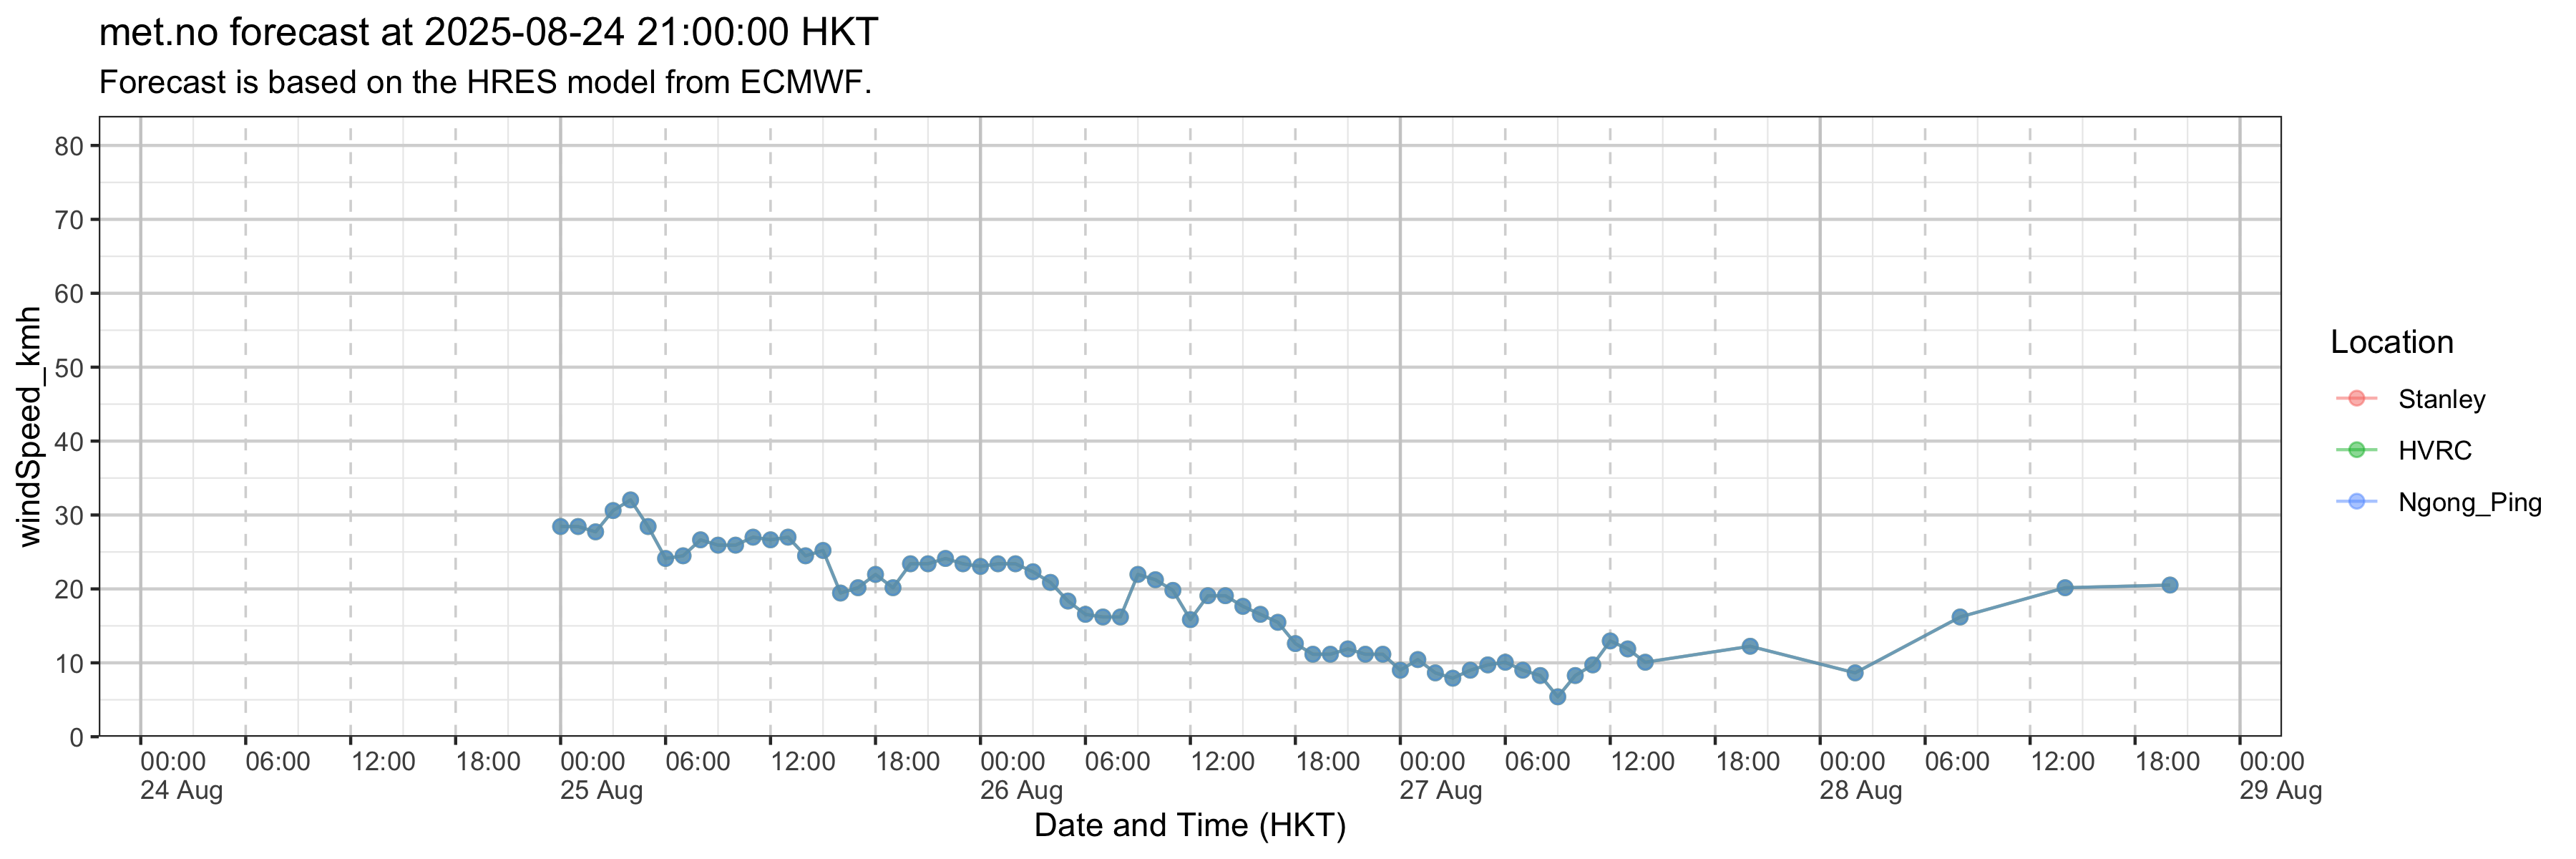 met.no forecast at 2025-08-24 21:00:00 HKT
Forecast is based on the HRES model from ECMWF.
windSpeed_kmh
80
70
60
50
40
30
20
10
0
00:00 06:00 12:00 18:00 00:00 06:00 12:00 18:00 00:00 06:00 12:00 18:00 00:00 06:00 12:00 18:00 00:00 06:00 12:00 18:00 00:00
24 Aug 25 Aug 26 Aug 27 Aug 28 Aug 29 Aug
Date and Time (HKT)
Location
Stanley
HVRC
Ngong_Ping